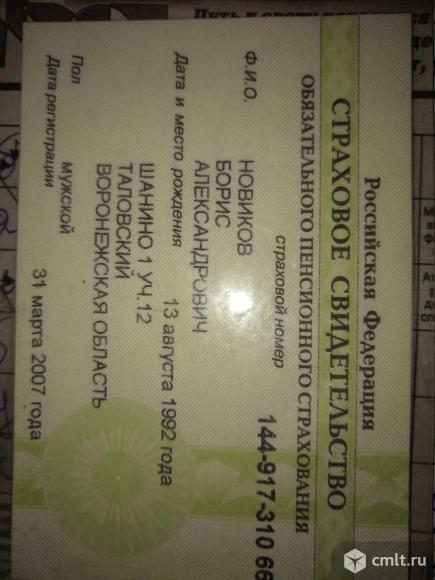 Российская Федерация
СТРАХОВОЕ СВИДЕТЕЛЬСТВО
ОБЯЗАТЕЛЬНОГО ПЕНСИОННОГО СТРАХОВАНИЯ
страховой номер 144-917-310 66
Ф.И.О. НОВИКОВ
БОРИС
АЛЕКСАНДРОВИЧ
Дата и место рождения 13 августа 1992 года
ШАНИНО 1 УЧ.12
ТАЛОВСКИЙ
ВОРОНЕЖСКАЯ ОБЛАСТЬ
Пол мужской
Дата регистрации 31 марта 2007 года
cmlt.ru